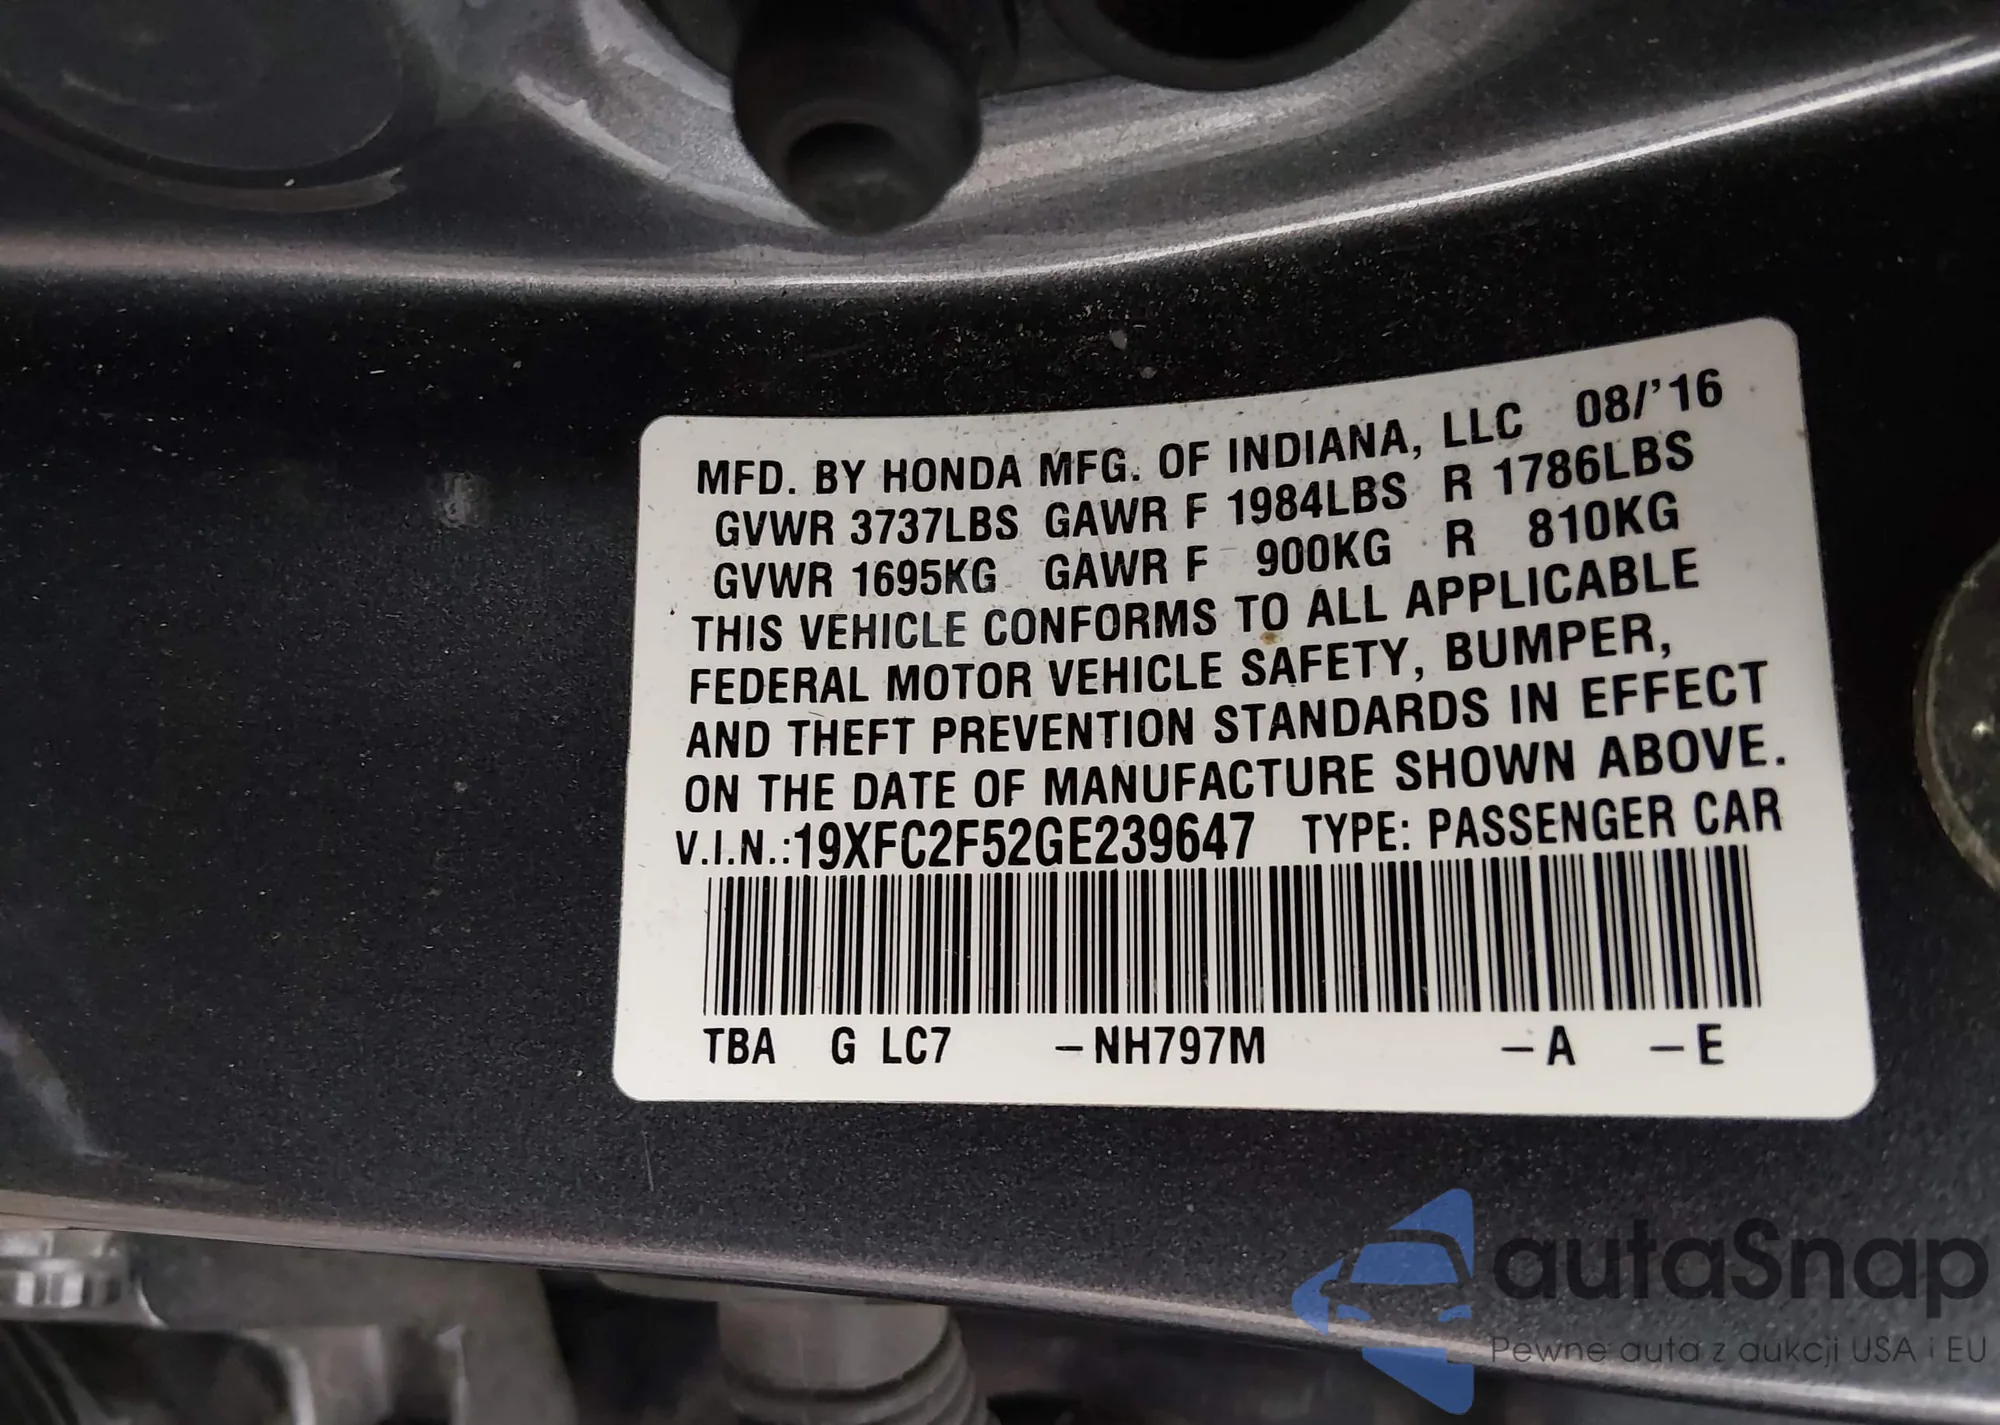 MFD. BY HONDA MFG. OF INDIANA, LLC 08/'16
GVWR 3737LBS GAWR F 1984LBS R 1786LBS
GVWR 1695KG GAWR F 900KG R 810KG
THIS VEHICLE CONFORMS TO ALL APPLICABLE
FEDERAL MOTOR VEHICLE SAFETY, BUMPER,
AND THEFT PREVENTION STANDARDS IN EFFECT
ON THE DATE OF MANUFACTURE SHOWN ABOVE.
V.I.N.:19XFC2F52GE239647 TYPE: PASSENGER CAR
TBA G LC7 –NH797M –A –E
autaSnap
Pewne auta z aukcji USA i EU